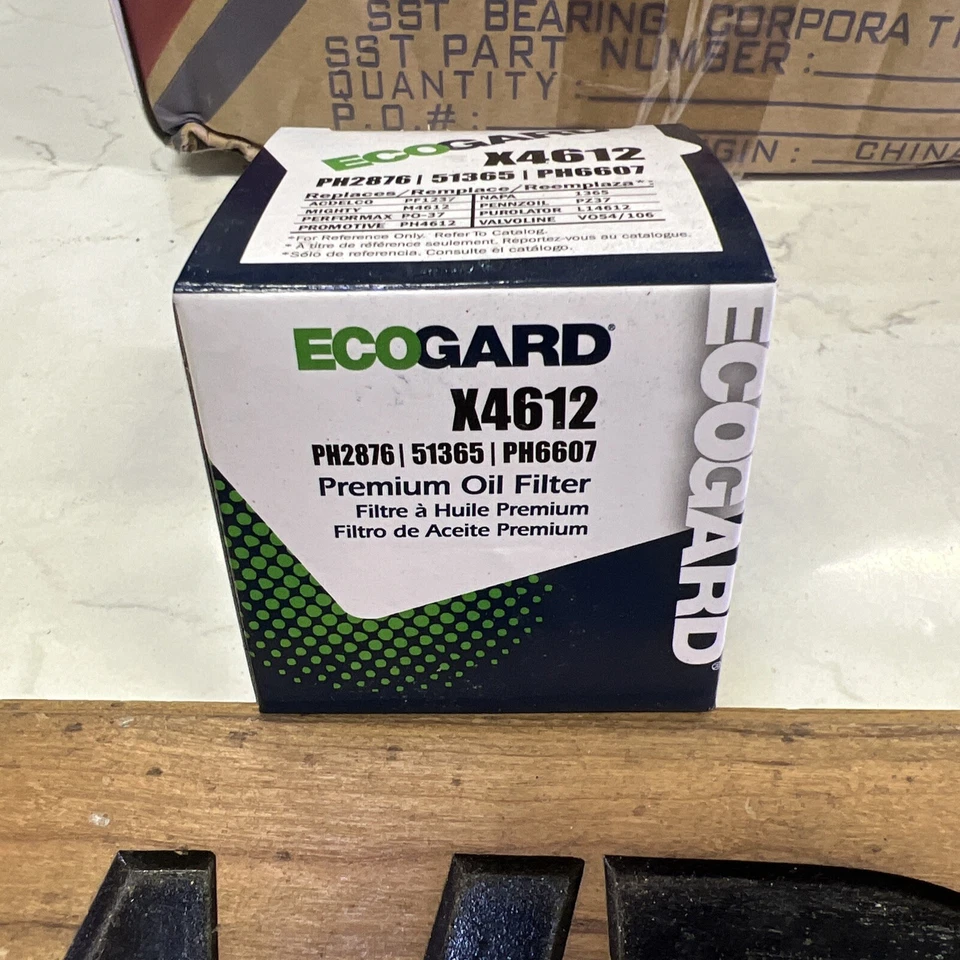 SST BEARING CORPORATI
SST PART NUMBER:
QUANTITY:
P.O.#:
GIN: CHINA
ECOGARD
X4612
PH2876 | 51365 | PH6607
Replaces/Remplace/Reemplaza*:
ACDELCO PF1237 NAPA 1365
MIGHTY M4612 PENNZOIL PZ37
PERFORMAX PO-37 PUROLATOR L14612
PROMOTIVE PH4612 VALVOLINE VO54/106
*For Reference Only. Refer To Catalog.
* À titre de référence seulement. Reportez-vous au catalogue.
*Sólo de referencia. Consulte el catálogo.
ECOGARD®
X4612
PH2876 | 51365 | PH6607
Premium Oil Filter
Filtre à Huile Premium
Filtro de Aceite Premium
ECOGARD®